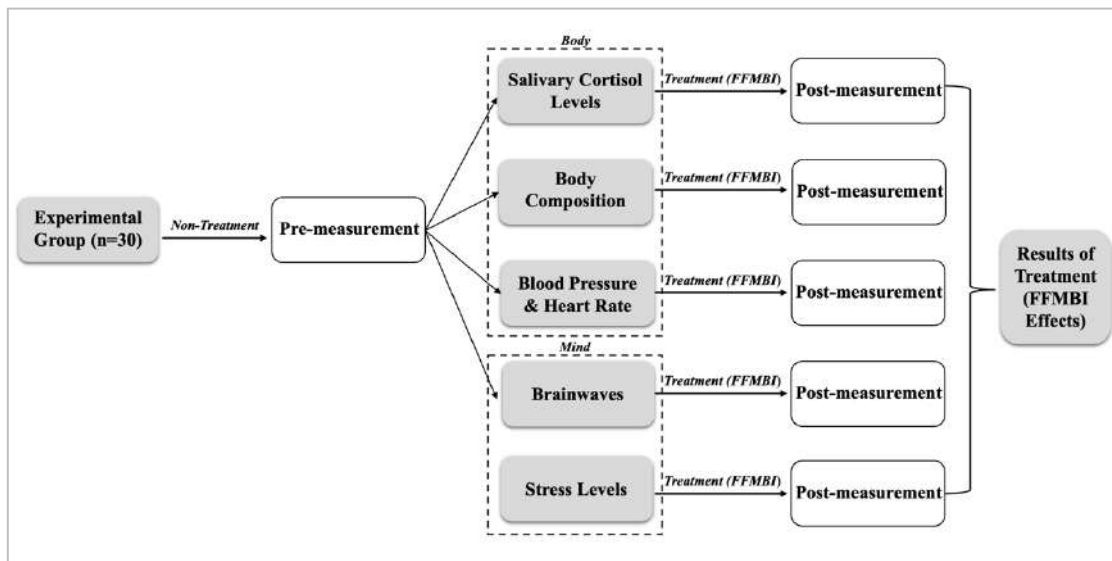 Experimental
Group (n=30)
Non-Treatment
Pre-measurement
Body
Salivary Cortisol
Levels
Treatment (FFMBI)
Post-measurement
Body
Composition
Treatment (FFMBI)
Post-measurement
Blood Pressure
& Heart Rate
Treatment (FFMBI)
Post-measurement
Mind
Brainwaves
Treatment (FFMBI)
Post-measurement
Stress Levels
Treatment (FFMBI)
Post-measurement
Results of
Treatment
(FFMBI
Effects)